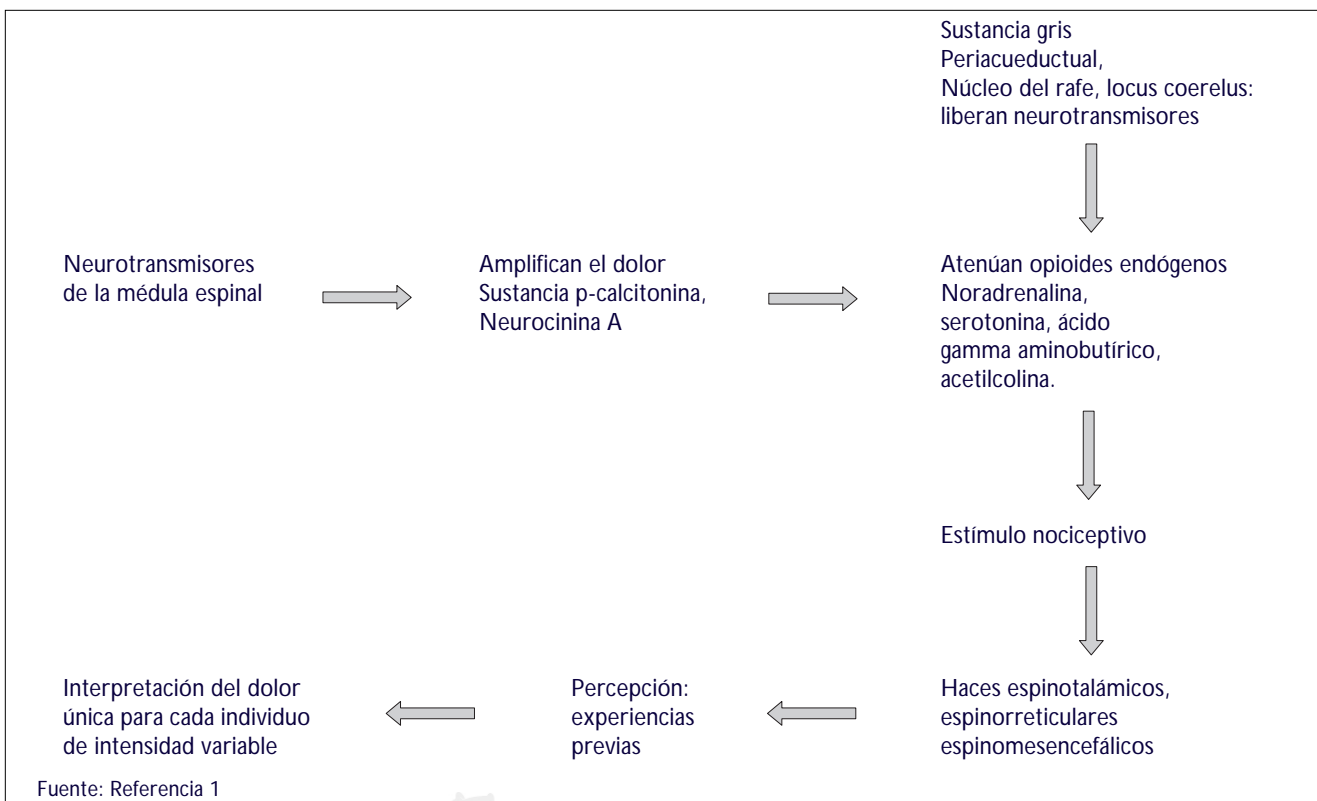 Sustancia gris
Periacueductual,
Núcleo del rafe, locus coerelus:
liberan neurotransmisores
Neurotransmisores
de la médula espinal
Amplifican el dolor
Sustancia p-calcitonina,
Neurocinina A
Atenúan opioides endógenos
Noradrenalina,
serotonina, ácido
gamma aminobutírico,
acetilcolina.
Estímulo nociceptivo
Haces espinotalámicos,
espinorreticulares
espinomesencefálicos
Percepción:
experiencias
previas
Interpretación del dolor
única para cada individuo
de intensidad variable
Fuente: Referencia 1